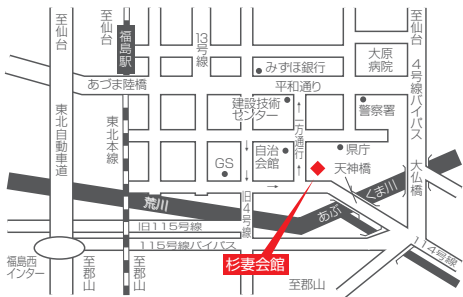 至仙台
至仙台
福島駅
13号線
至仙台
4号線バイパス
大原
病院
みずほ銀行
あづま陸橋
平和通り
東北自動車道
東北本線
建設技術
センター
一方通行
警察署
GS
自治
会館
県庁
天神橋
大仏橋
荒川
旧4号線
あぶ
くま川
旧115号線
115号線バイパス
114号線
福島西
インター
至郡山
至郡山
杉妻会館
至郡山